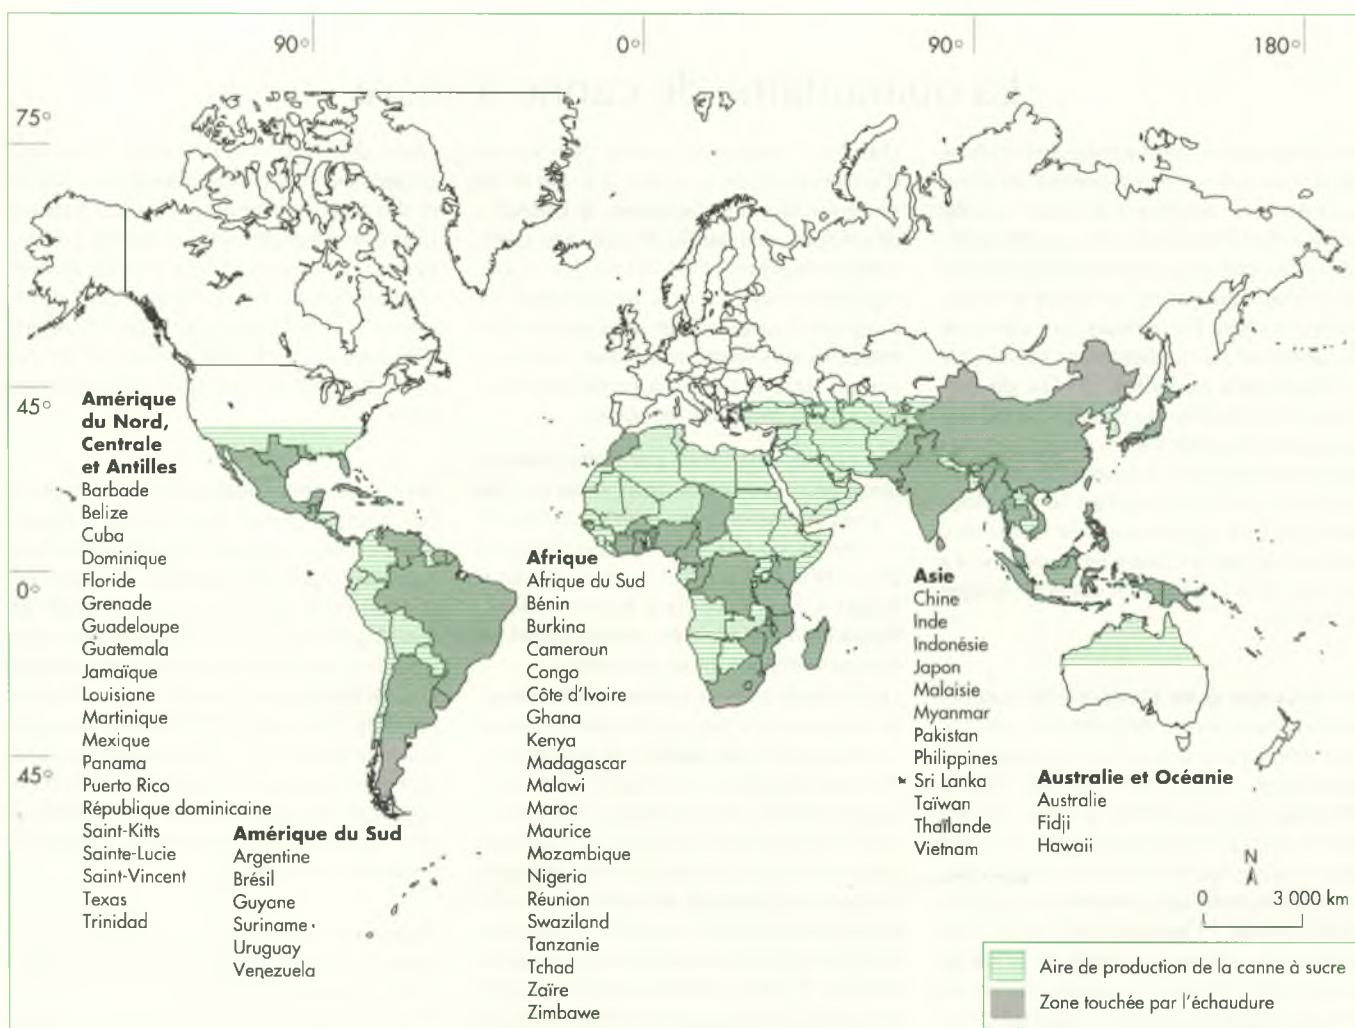 90° 0° 90° 180°
75°
45°
0°
45°
Amérique
du Nord,
Centrale
et Antilles
Barbade
Belize
Cuba
Dominique
Floride
Grenade
Guadeloupe
Guatemala
Jamaïque
Louisiane
Martinique
Mexique
Panama
Puerto Rico
République dominicaine
Saint-Kitts
Sainte-Lucie
Saint-Vincent
Texas
Trinidad
Amérique du Sud
Argentine
Brésil
Guyane
Suriname
Uruguay
Venezuela
Afrique
Afrique du Sud
Bénin
Burkina
Cameroun
Congo
Côte d'Ivoire
Ghana
Kenya
Madagascar
Malawi
Maroc
Maurice
Mozambique
Nigeria
Réunion
Swaziland
Tanzanie
Tchad
Zaïre
Zimbawe
Asie
Chine
Inde
Indonésie
Japon
Malaisie
Myanmar
Pakistan
Philippines
Sri Lanka
Taïwan
Thaïlande
Vietnam
Australie et Océanie
Australie
Fidji
Hawaii
N
0 3 000 km
Aire de production de la canne à sucre
Zone touchée par l'échaudure